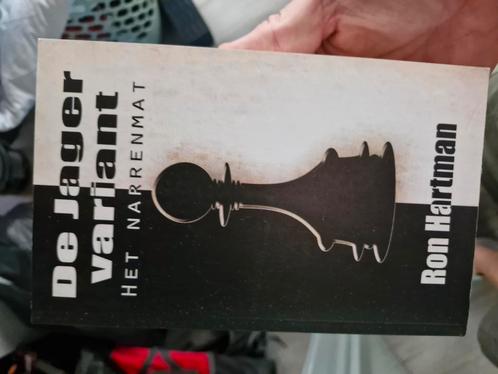 De Jager
variant
HET NARRENMAT
Ron Hartman